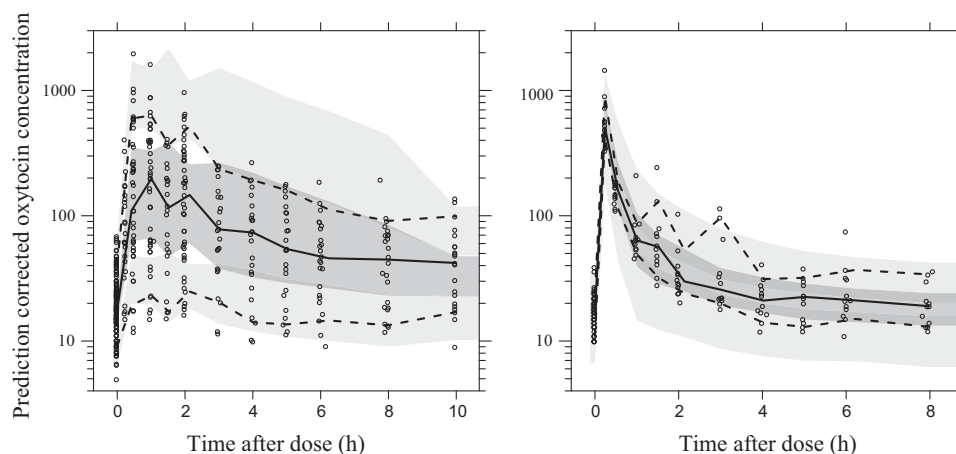 Prediction corrected oxytocin concentration
1000
100
10
0 2 4 6 8 10
Time after dose (h)
1000
100
10
0 2 4 6 8
Time after dose (h)